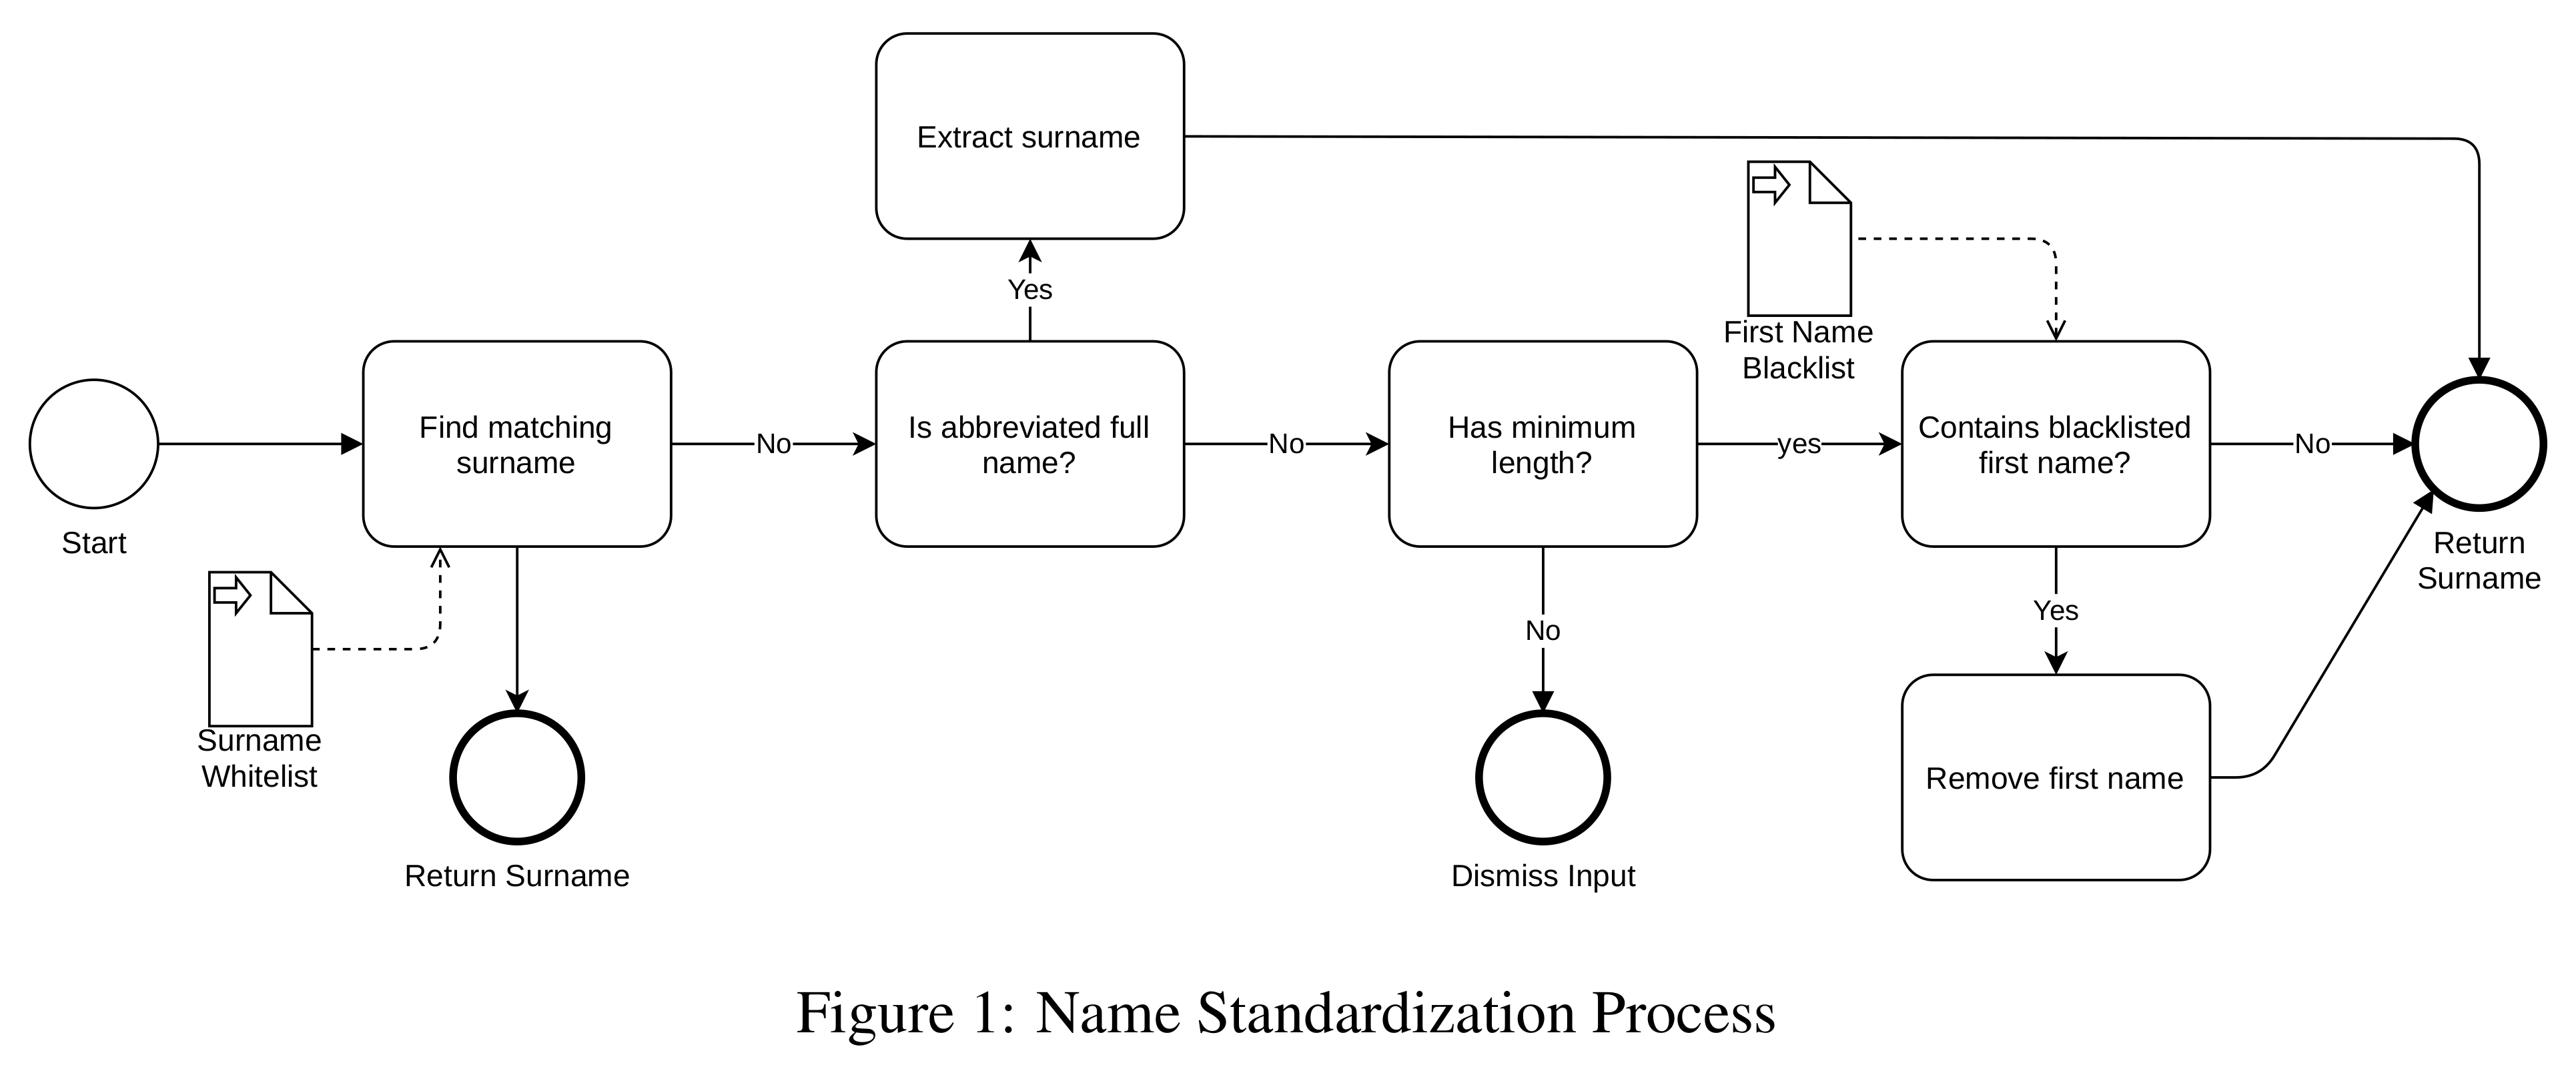 Extract surname
Yes
First Name
Blacklist
Start
Find matching
surname
No
Is abbreviated full
name?
No
Has minimum
length?
yes
Contains blacklisted
first name?
No
Return
Surname
Surname
Whitelist
Return Surname
No
Dismiss Input
Yes
Remove first name
Figure 1: Name Standardization Process